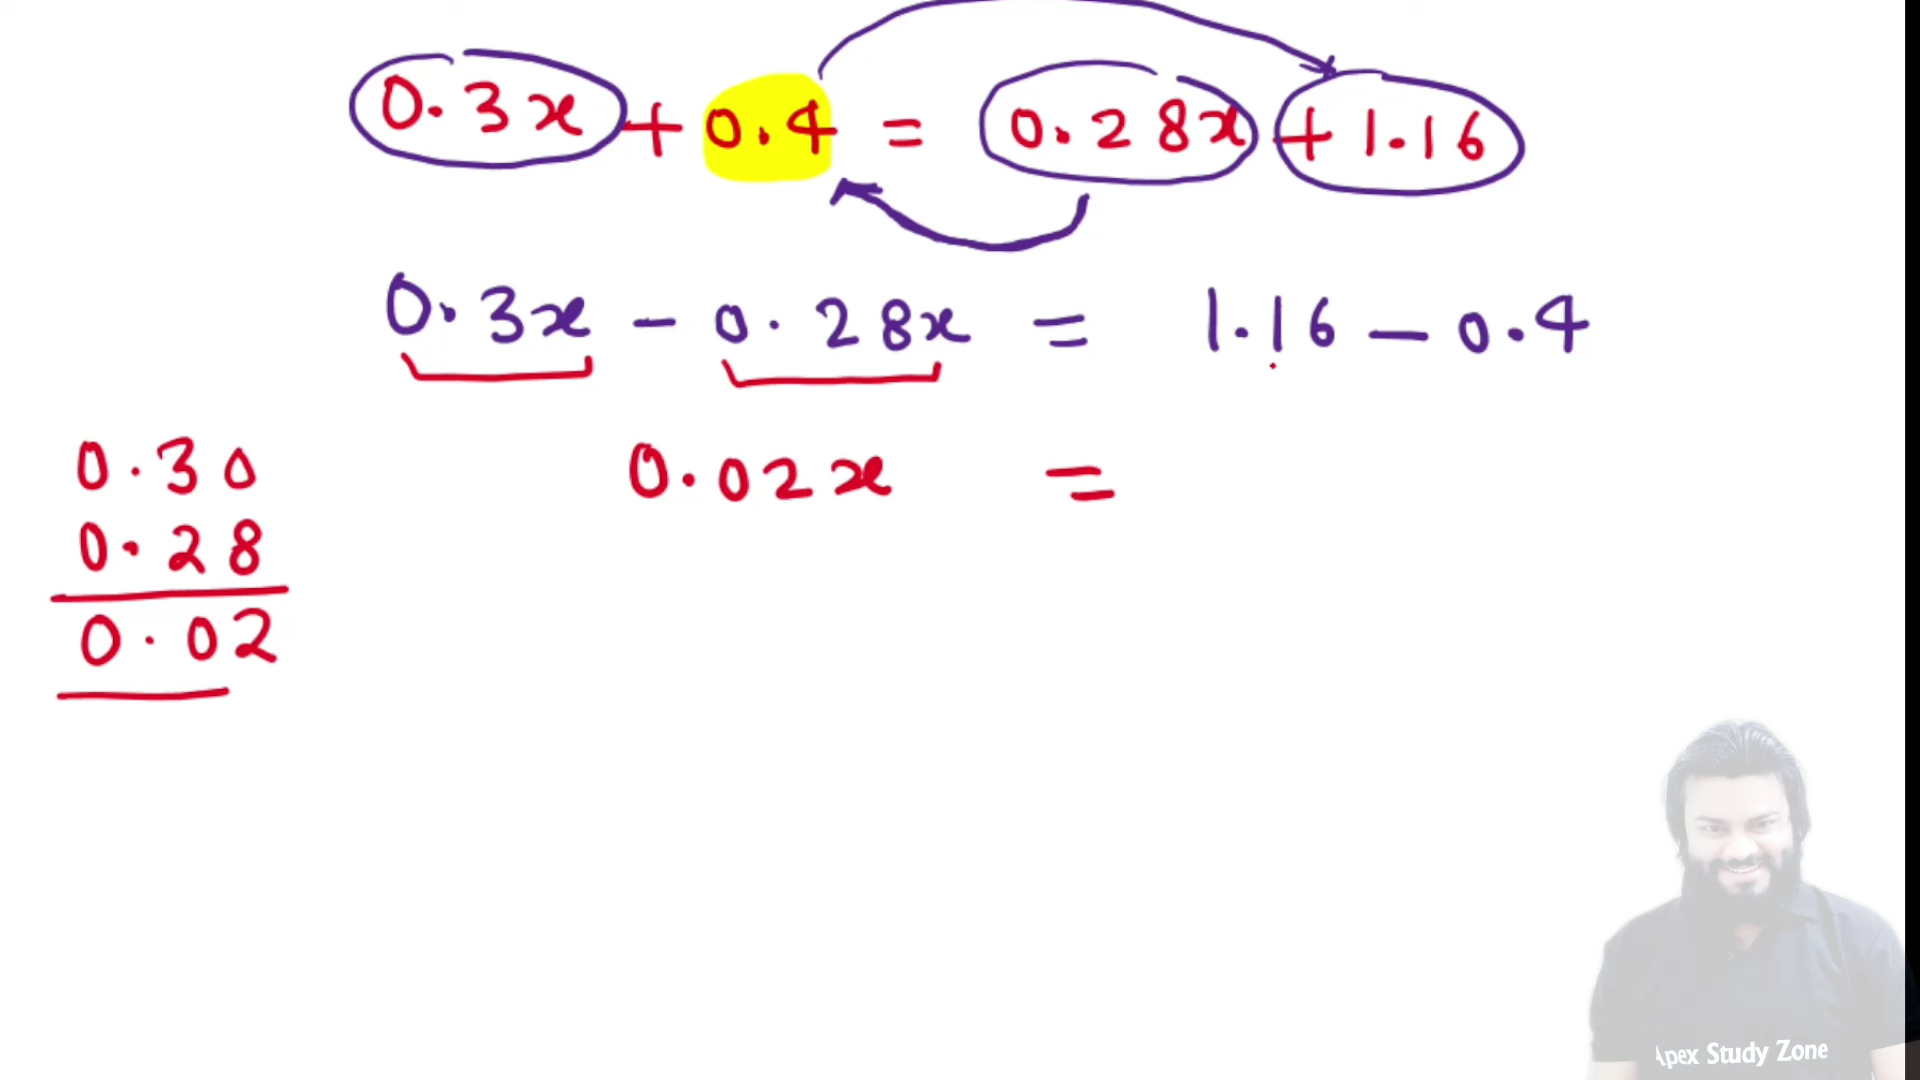 0.3x + 0.4 = 0.28x + 1.16
0.3x - 0.28x = 1.16 - 0.4
0.02x =
0.30
0.28
0.02
Apex Study Zone